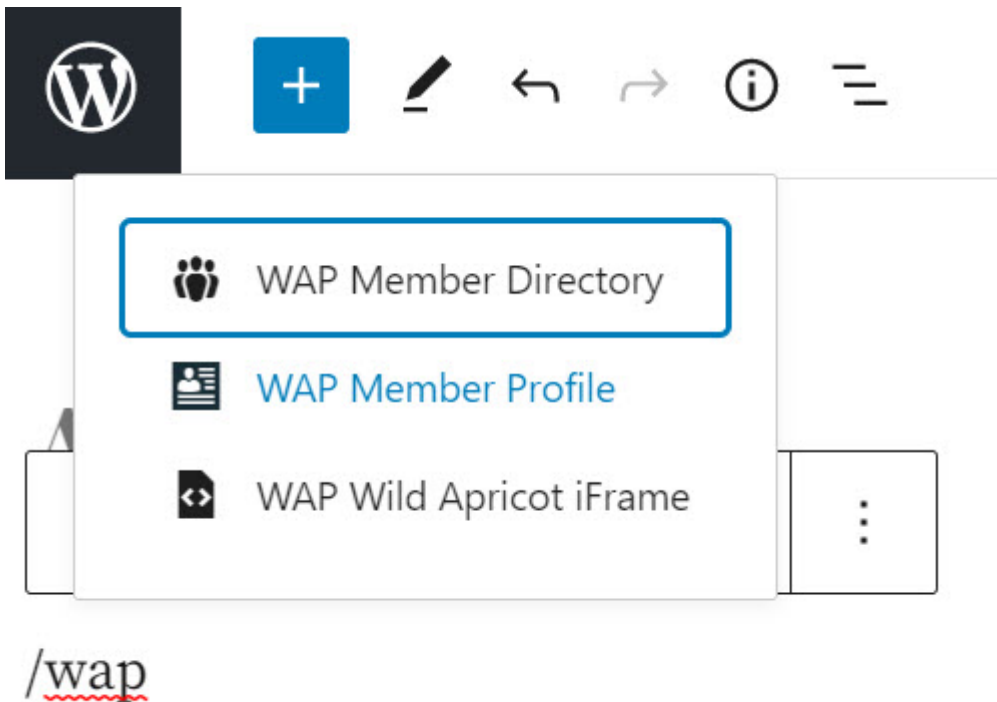 WAP Member Directory
WAP Member Profile
WAP Wild Apricot iFrame
/wap